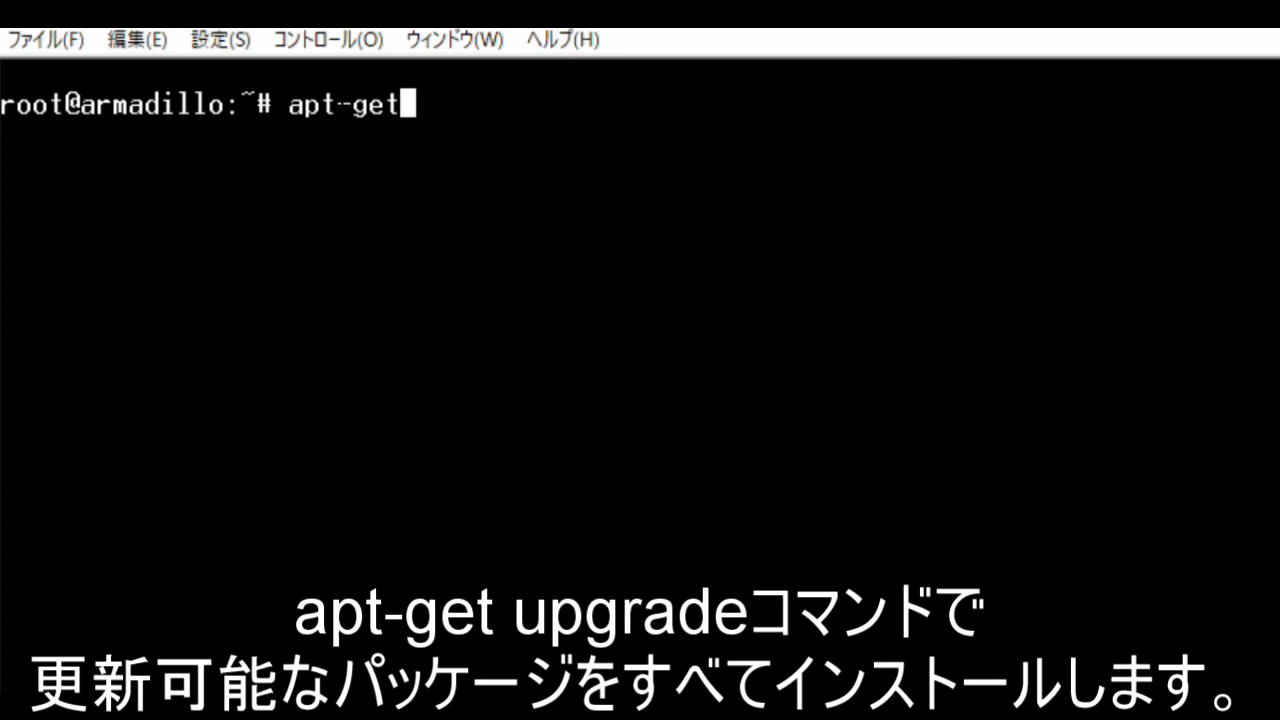 ファイル(F) 編集(E) 設定(S) コントロール(O) ウィンドウ(W) ヘルプ(H)
root@armadillo:~# apt-get
apt-get upgradeコマンドで
更新可能なパッケージをすべてインストールします。